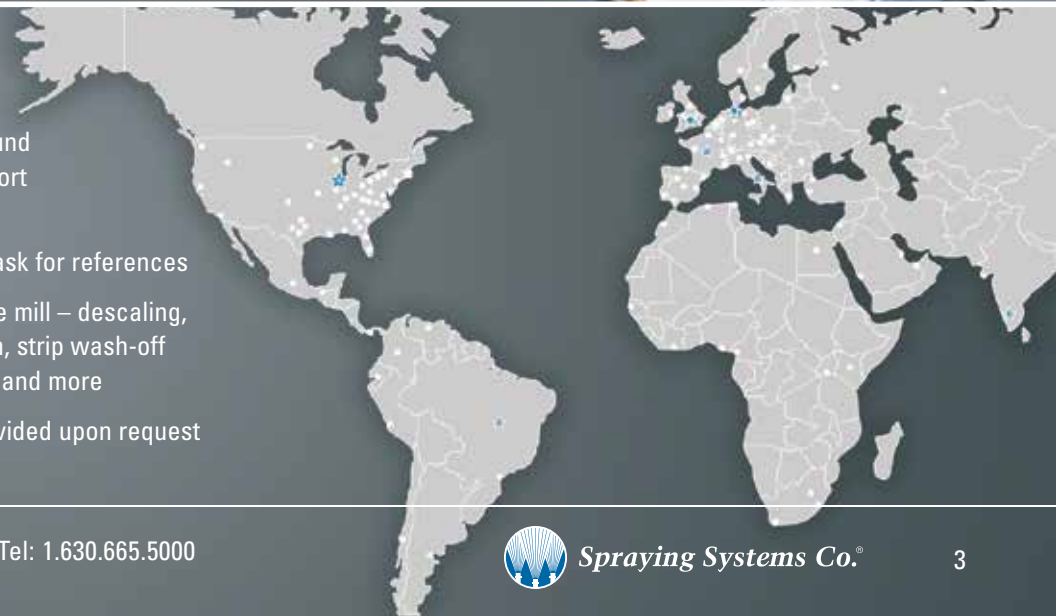 und
ort
ask for references
e mill – descaling,
n, strip wash-off
and more
vided upon request
Tel: 1.630.665.5000
Spraying Systems Co.®
3